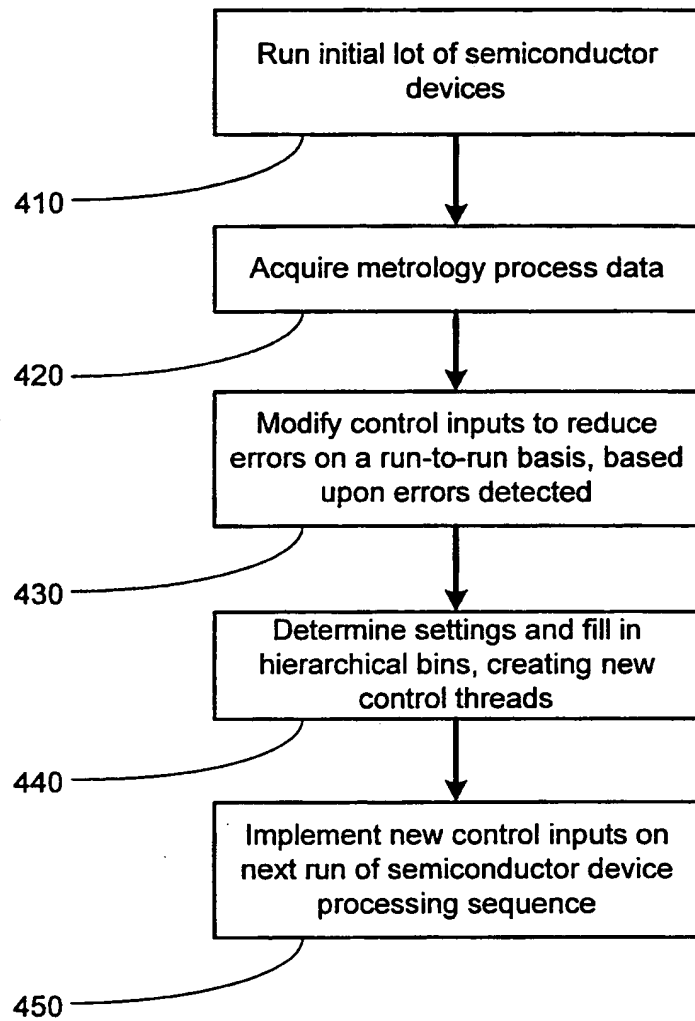 Run initial lot of semiconductor
devices
410
Acquire metrology process data
420
Modify control inputs to reduce
errors on a run-to-run basis, based
upon errors detected
430
Determine settings and fill in
hierarchical bins, creating new
control threads
440
Implement new control inputs on
next run of semiconductor device
processing sequence
450